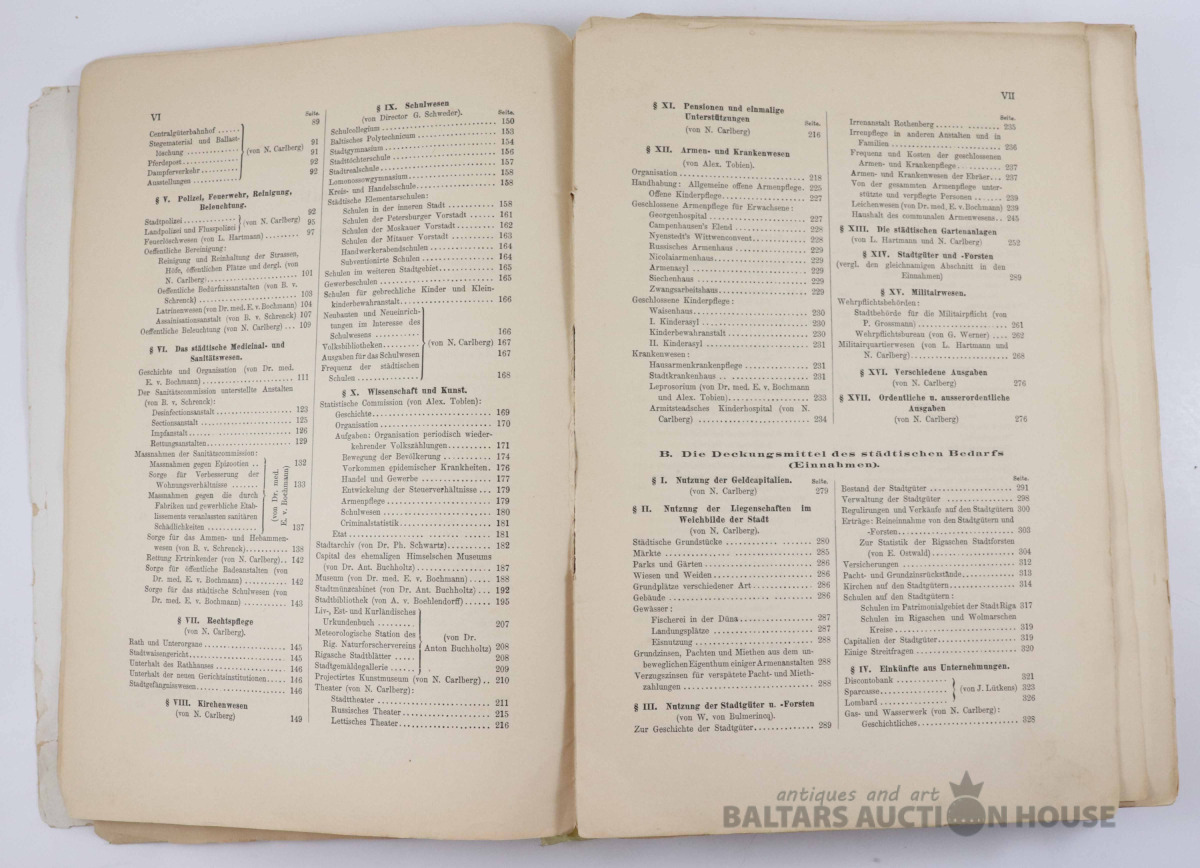 VI
Seite.
Centralgüterbahnhof ...... 89
Stegematerial und Ballast-
löschung ........ (von N. Carlberg) 91
91
Pferdepost ........ 92
Dampferverkehr ........ 92
Ausstellungen ........
§ V. Polizei, Feuerwehr, Reinigung,
Beleuchtung.
Stadtpolizei ........ 92
Landpolizei und Flusspolizei (von N. Carlberg) 95
Feuerlöschwesen (von L. Hartmann) ........ 97
Oeffentliche Bereinigung:
Reinigung und Reinhaltung der Strassen,
Höfe, öffentlichen Plätze und dergl. (von
N. Carlberg) ........ 101
Oeffentliche Bedürfnissanstalten (von B. v.
Schrenck) ........ 103
Latrinenwesen (von Dr. med. E. v. Bochmann) 104
Assainisationsanstalt (von B. v. Schrenck) 107
Oeffentliche Beleuchtung (von N. Carlberg) ... 109
§ VI. Das städtische Medicinal- und
Sanitätswesen.
Geschichte und Organisation (von Dr. med.
E. v. Bochmann) ........ 111
Der Sanitätscommission unterstellte Anstalten
(von B. v. Schrenck):
Desinfectionsanstalt ........ 123
Sectionsanstalt ........ 125
Impfanstalt ........ 126
Rettungsanstalten ........ 129
Massnahmen der Sanitätscommission:
Massnahmen gegen Epizootien .. 132
Sorge für Verbesserung der
Wohnungsverhältnisse ...... 133
Massnahmen gegen die durch
Fabriken und gewerbliche Etab-
lissements veranlassten sanitären
Schädlichkeiten ........ 137
(von Dr. med.
E. v. Bochmann)
Sorge für das Ammen- und Hebammen-
wesen (von B. v. Schrenck) ........ 138
Rettung Ertrinkender (von N. Carlberg) .. 142
Sorge für öffentliche Badeanstalten (von
Dr. med. E. v. Bochmann) ........ 142
Sorge für das städtische Schulwesen (von
Dr. med. E. v. Bochmann) ........ 143
§ VII. Rechtspflege
(von N. Carlberg).
Rath und Unterorgane ........ 145
Stadtwaisengericht ........ 145
Unterhalt des Rathhauses ........ 146
Unterhalt der neuen Gerichtsinstitutionen ..... 146
Stadtgefängnisswesen ........ 146
§ VIII. Kirchenwesen
(von N. Carlberg) 149
§ IX. Schulwesen
(von Director G. Schweder). Seite.
Schulcollegium ........ 150
Baltisches Polytechnicum ........ 153
Stadtgymnasium ........ 154
Stadttöchterschule ........ 156
Stadtrealschule ........ 157
Lomonossowgymnasium ........ 158
Kreis- und Handelsschule ........ 158
Städtische Elementarschulen:
Schulen in der inneren Stadt ........ 158
Schulen der Petersburger Vorstadt ...... 161
Schulen der Moskauer Vorstadt ........ 162
Schulen der Mitauer Vorstadt ........ 163
Handwerkerabendschulen ........ 164
Subventionirte Schulen ........ 164
Schulen im weiteren Stadtgebiet ........ 165
Gewerbeschulen ........ 165
Schulen für gebrechliche Kinder und Klein-
kinderbewahranstalt ........ 166
Neubauten und Neueinrich-
tungen im Interesse des
Schulwesens ........ 166
Volksbibliotheken ........ (von N. Carlberg) 167
Ausgaben für das Schulwesen 167
Frequenz der städtischen
Schulen ........ 168
§ X. Wissenschaft und Kunst.
Statistische Commission (von Alex. Tobien):
Geschichte ........ 169
Organisation ........ 170
Aufgaben: Organisation periodisch wieder-
kehrender Volkszählungen ........ 171
Bewegung der Bevölkerung ........ 174
Vorkommen epidemischer Krankheiten. 176
Handel und Gewerbe ........ 177
Entwickelung der Steuerverhältnisse ... 179
Armenpflege ........ 179
Schulwesen ........ 180
Criminalstatistik ........ 181
Etat ........ 181
Stadtarchiv (von Dr. Ph. Schwartz) ........ 182
Capital des ehemaligen Himselschen Museums
(von Dr. Ant. Buchholtz) ........ 187
Museum (von Dr. med. E. v. Bochmann) ..... 188
Stadtmünzcabinet (von Dr. Ant. Buchholtz) ... 192
Stadtbibliothek (von A. v. Boehlendorff) ...... 195
Liv-, Est- und Kurländisches
Urkundenbuch ........ 207
Meteorologische Station des (von Dr.
Rig. Naturforschervereins Anton Buchholtz) 208
Rigasche Stadtblätter .... 208
Stadtgemäldegallerie ........ 209
Projectirtes Kunstmuseum (von N. Carlberg) .. 210
Theater (von N. Carlberg):
Stadttheater ........ 211
Russisches Theater ........ 215
Lettisches Theater ........ 216
VII
§ XI. Pensionen und einmalige
Unterstützungen Seite.
(von N. Carlberg) 216
§ XII. Armen- und Krankenwesen
(von Alex. Tobien).
Organisation ........ 218
Handhabung: Allgemeine offene Armenpflege. 225
Offene Kinderpflege ........ 227
Geschlossene Armenpflege für Erwachsene:
Georgenhospital ........ 227
Campenhausen's Elend ........ 228
Nyenstedt's Wittwenconvent ........ 228
Russisches Armenhaus ........ 229
Nicolaiarmenhaus ........ 229
Armenasyl ........ 229
Siechenhaus ........ 229
Zwangsarbeitshaus ........ 229
Geschlossene Kinderpflege:
Waisenhaus ........ 230
I. Kinderasyl ........ 230
Kinderbewahranstalt ........ 230
II. Kinderasyl ........ 231
Krankenwesen:
Hausarmenkrankenpflege ........ 231
Stadtkrankenhaus ........ 231
Leprosorium (von Dr. med. E. v. Bochmann
und Alex. Tobien) ........ 233
Armitsteadsches Kinderhospital (von N.
Carlberg) ........ 234
Seite.
Irrenanstalt Rothenberg ........ 235
Irrenpflege in anderen Anstalten und in
Familien ........ 236
Frequenz und Kosten der geschlossenen
Armen- und Krankenpflege ........ 237
Armen- und Krankenwesen der Ebräer .... 237
Von der gesammten Armenpflege unter-
stützte und verpflegte Personen ........ 239
Leichenwesen (von Dr. med. E. v. Bochmann) 239
Haushalt des communalen Armenwesens .. 245
§ XIII. Die städtischen Gartenanlagen
(von L. Hartmann und N. Carlberg) 252
§ XIV. Stadtgüter und -Forsten
(vergl. den gleichnamigen Abschnitt in den
Einnahmen) 289
§ XV. Militairwesen.
Wehrpflichtsbehörden:
Stadtbehörde für die Militairpflicht (von
P. Grossmann) ........ 261
Wehrpflichtsbureau (von G. Werner) .... 262
Militairquartierwesen (von L. Hartmann und
N. Carlberg) ........ 268
§ XVI. Verschiedene Ausgaben
(von N. Carlberg) 276
§ XVII. Ordentliche u. ausserordentliche
Ausgaben
(von N. Carlberg) 276
B. Die Deckungsmittel des städtischen Bedarfs
(Einnahmen).
§ I. Nutzung der Geldcapitalien. Seite.
(von N. Carlberg) 279
§ II. Nutzung der Liegenschaften im
Weichbilde der Stadt
(von N. Carlberg).
Städtische Grundstücke ........ 280
Märkte ........ 285
Parks und Gärten ........ 286
Wiesen und Weiden ........ 286
Grundplätze verschiedener Art ........ 286
Gebäude ........ 286
Gewässer:
Fischerei in der Düna ........ 287
Landungsplätze ........ 287
Eisnutzung ........ 288
Grundzinsen, Pachten und Miethen aus dem un-
beweglichen Eigenthum einiger Armenanstalten 288
Verzugszinsen für verspätete Pacht- und Mieth-
zahlungen ........ 288
§ III. Nutzung der Stadtgüter u. -Forsten
(von W. von Bulmerincq).
Zur Geschichte der Stadtgüter ........ 289
Seite.
Bestand der Stadtgüter ........ 291
Verwaltung der Stadtgüter ........ 298
Regulirungen und Verkäufe auf den Stadtgütern 300
Erträge: Reineinnahme von den Stadtgütern und
-Forsten ........ 303
Zur Statistik der Rigaschen Stadtforsten
(von E. Ostwald) ........ 304
Versicherungen ........ 312
Pacht- und Grundzinsrückstände ........ 313
Kirchen auf den Stadtgütern ........ 314
Schulen auf den Stadtgütern:
Schulen im Patrimonialgebiet der Stadt Riga 317
Schulen im Rigaschen und Wolmarschen
Kreise ........ 319
Capitalien der Stadtgüter ........ 319
Einige Streitfragen ........ 320
§ IV. Einkünfte aus Unternehmungen.
Discontobank ........ 321
Sparcasse ........ (von J. Lütkens) 323
Lombard ........ 326
Gas- und Wasserwerk (von N. Carlberg):
Geschichtliches ........ 328
antiques and art
BALTARS AUCTION HOUSE